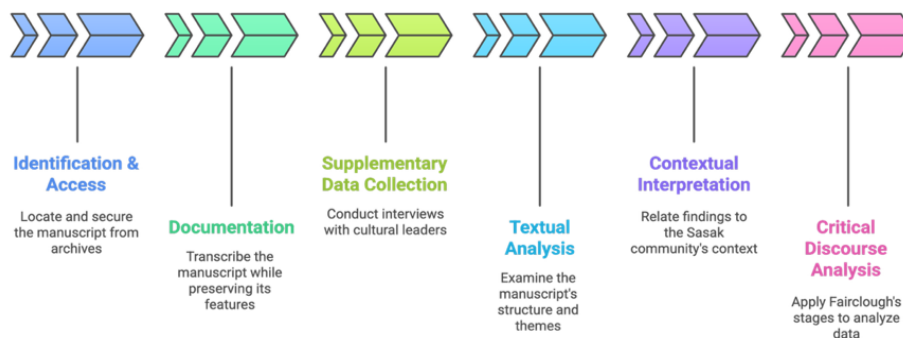 Identification &
Access
Locate and secure
the manuscript from
archives
Documentation
Transcribe the
manuscript while
preserving its
features
Supplementary
Data Collection
Conduct interviews
with cultural leaders
Textual
Analysis
Examine the
manuscript's
structure and
themes
Contextual
Interpretation
Relate findings to
the Sasak
community's context
Critical
Discourse
Analysis
Apply Fairclough's
stages to analyze
data